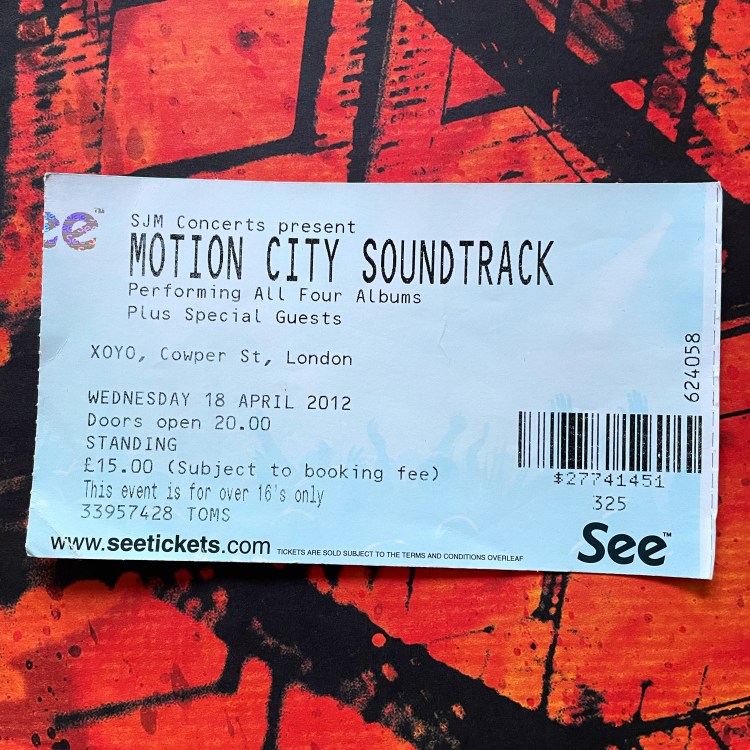 See™
SJM Concerts present
MOTION CITY SOUNDTRACK
Performing All Four Albums
Plus Special Guests
XOYO, Cowper St, London
WEDNESDAY 18 APRIL 2012
Doors open 20.00
STANDING
£15.00 (Subject to booking fee)
This event is for over 16's only
33957428 TOMS
www.seetickets.com TICKETS ARE SOLD SUBJECT TO THE TERMS AND CONDITIONS OVERLEAF
624058
$27741451
325
See™